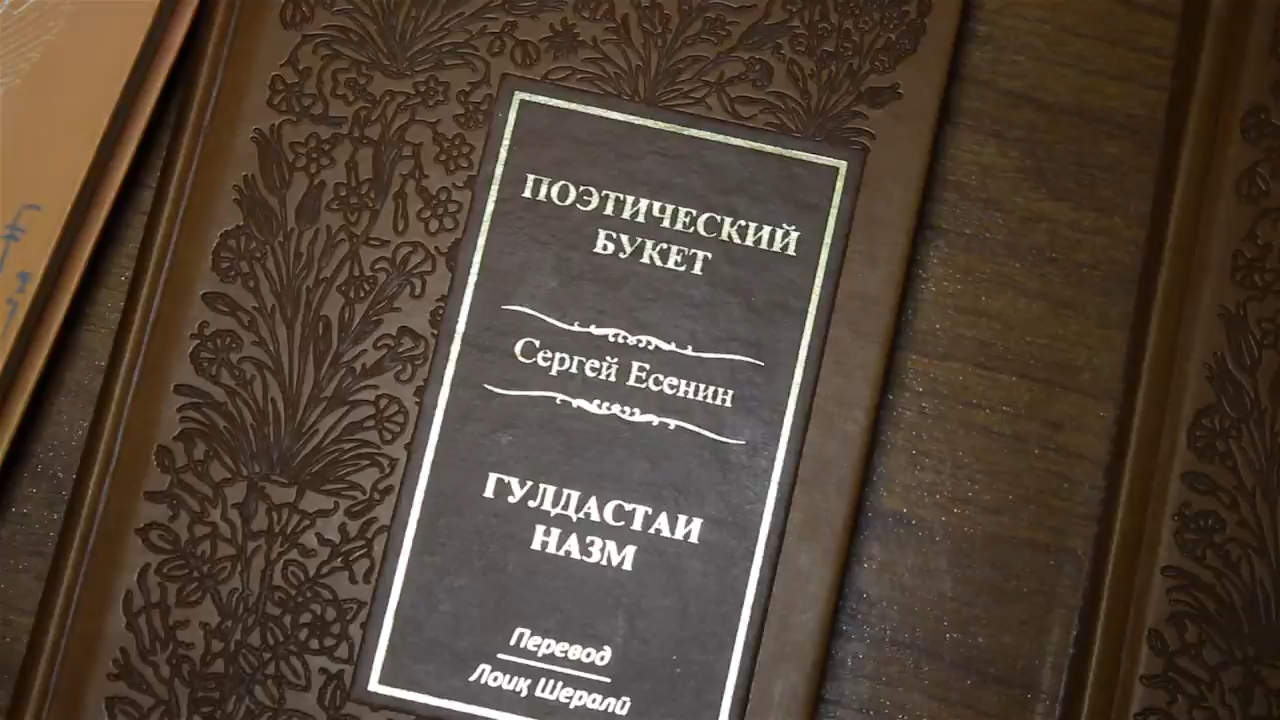 ПОЭТИЧЕСКИЙ
БУКЕТ
Сергей Есенин
ГУЛДАСТАИ
НАЗМ
Перевод
Лоиқ Шералӣ